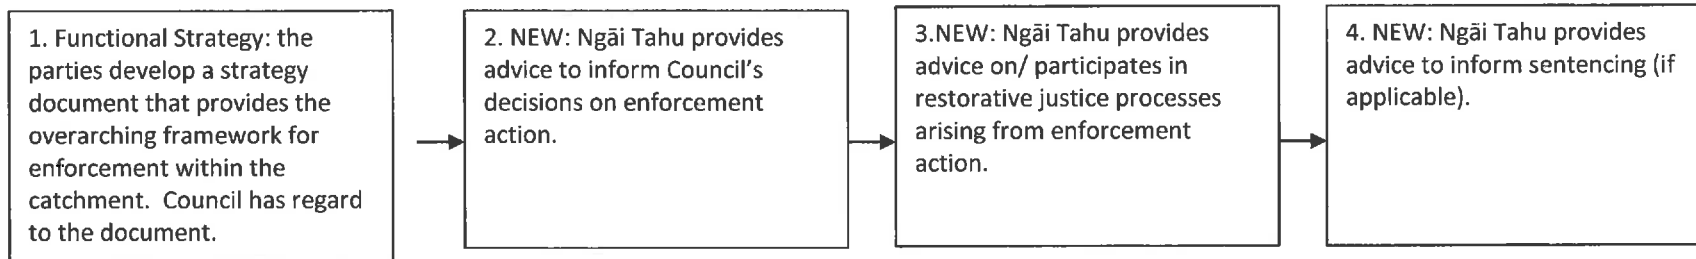 1. Functional Strategy: the
parties develop a strategy
document that provides the
overarching framework for
enforcement within the
catchment.  Council has regard
to the document.
2. NEW: Ngāi Tahu provides
advice to inform Council's
decisions on enforcement
action.
3.NEW: Ngāi Tahu provides
advice on/ participates in
restorative justice processes
arising from enforcement
action.
4. NEW: Ngāi Tahu provides
advice to inform sentencing (if
applicable).